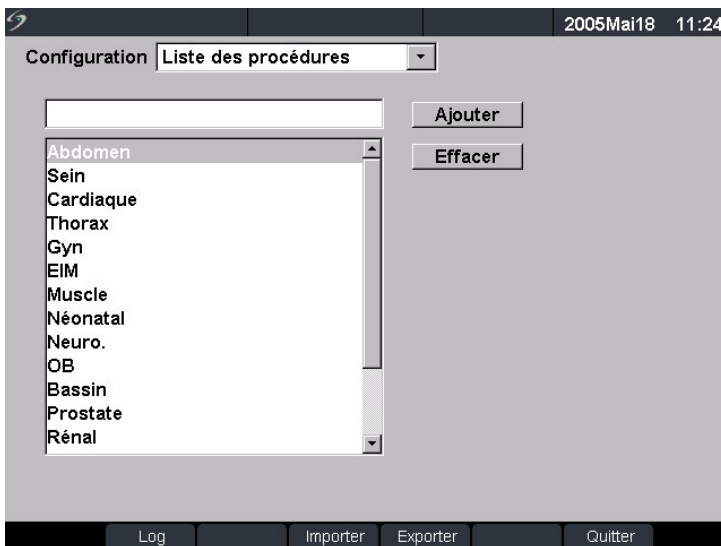 2005Mai18 11:24
Configuration Liste des procédures
Ajouter
Effacer
Abdomen
Sein
Cardiaque
Thorax
Gyn
EIM
Muscle
Néonatal
Neuro.
OB
Bassin
Prostate
Rénal
Log Importer Exporter Quitter